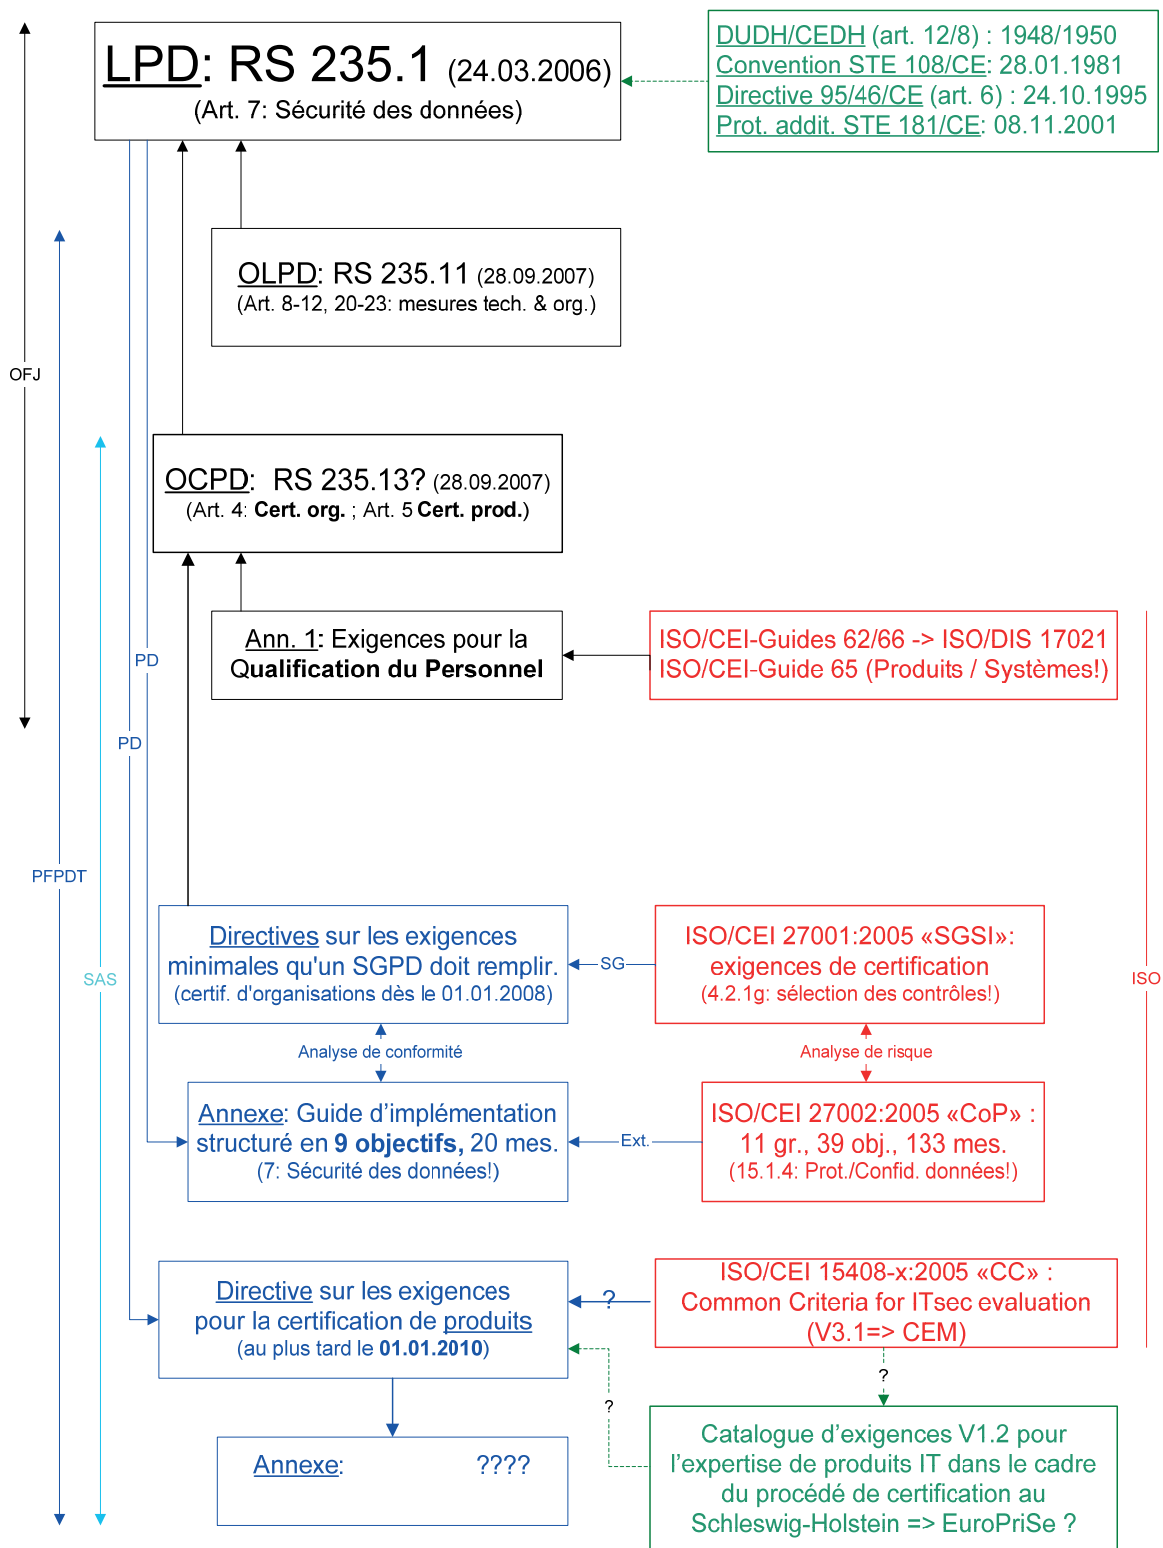 LPD: RS 235.1 (24.03.2006)
(Art. 7: Sécurité des données)
DUDH/CEDH (art. 12/8) : 1948/1950
Convention STE 108/CE: 28.01.1981
Directive 95/46/CE (art. 6) : 24.10.1995
Prot. addit. STE 181/CE: 08.11.2001
OLPD: RS 235.11 (28.09.2007)
(Art. 8-12, 20-23: mesures tech. & org.)
OFJ
OCPD: RS 235.13? (28.09.2007)
(Art. 4: Cert. org. ; Art. 5 Cert. prod.)
Ann. 1: Exigences pour la
Qualification du Personnel
ISO/CEI-Guides 62/66 -> ISO/DIS 17021
ISO/CEI-Guide 65 (Produits / Systèmes!)
PD
PD
PFPDT
SAS
ISO
Directives sur les exigences
minimales qu'un SGPD doit remplir.
(certif. d'organisations dès le 01.01.2008)
SG
ISO/CEI 27001:2005 «SGSI»:
exigences de certification
(4.2.1g: sélection des contrôles!)
Analyse de conformité
Analyse de risque
Annexe: Guide d’implémentation
structuré en 9 objectifs, 20 mes.
(7: Sécurité des données!)
Ext.
ISO/CEI 27002:2005 «CoP» :
11 gr., 39 obj., 133 mes.
(15.1.4: Prot./Confid. données!)
Directive sur les exigences
pour la certification de produits
(au plus tard le 01.01.2010)
?
ISO/CEI 15408-x:2005 «CC» :
Common Criteria for ITsec evaluation
(V3.1=> CEM)
?
?
Annexe: ????
Catalogue d’exigences V1.2 pour
l’expertise de produits IT dans le cadre
du procédé de certification au
Schleswig-Holstein => EuroPriSe ?